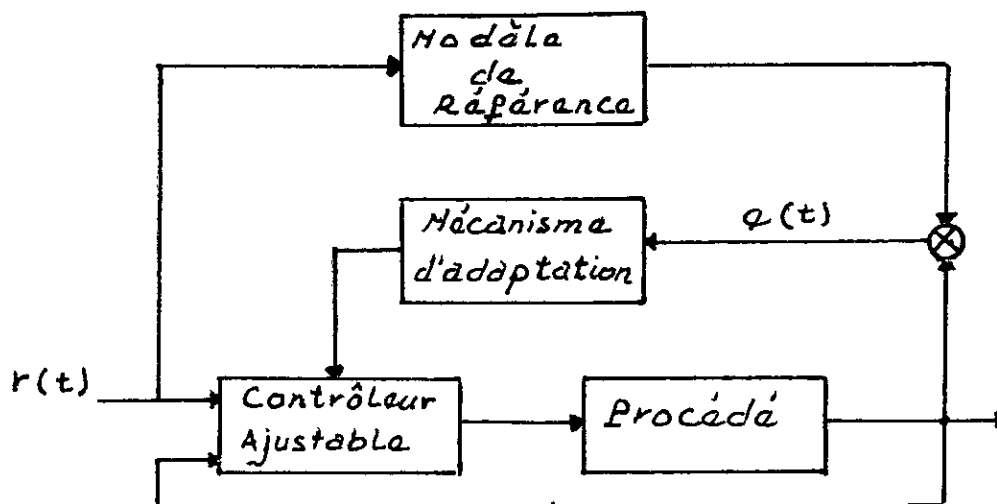 Modèle
de
Référence
Mécanisme
d'adaptation
e(t)
r(t)
Contrôleur
Ajustable
Procédé